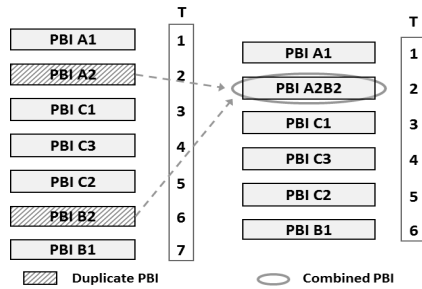 T
PBI A1 1
PBI A2 2
PBI C1 3
PBI C3 4
PBI C2 5
PBI B2 6
PBI B1 7
T
PBI A1 1
PBI A2B2 2
PBI C1 3
PBI C3 4
PBI C2 5
PBI B1 6
Duplicate PBI
Combined PBI